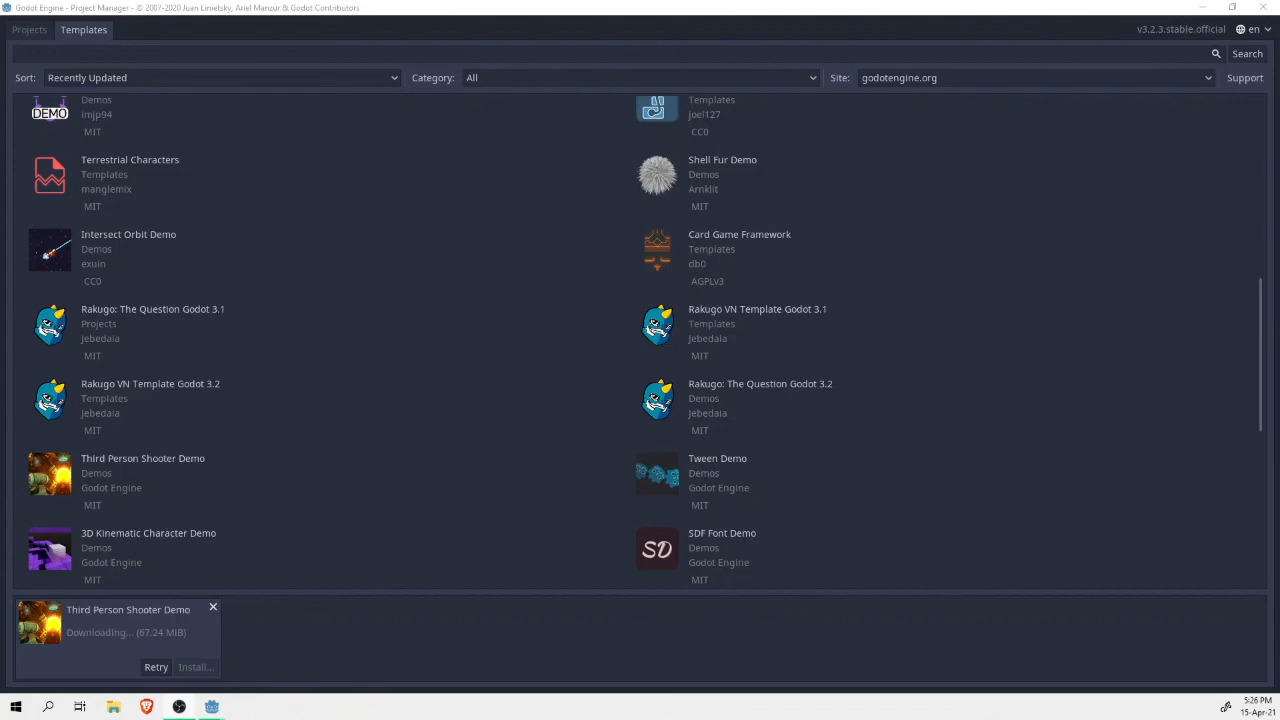 Godot Engine - Project Manager - © 2007-2020 Juan Linietsky, Ariel Manzur & Godot Contributors
Projects Templates v3.2.3.stable.official en
Search
Sort: Recently Updated Category: All Site: godotengine.org Support
DEMO
Demos
imjp94
MIT
Templates
joel127
CC0
Terrestrial Characters
Templates
manglemix
MIT
Shell Fur Demo
Demos
Arnklit
MIT
Intersect Orbit Demo
Demos
exuin
CC0
Card Game Framework
Templates
db0
AGPLv3
Rakugo: The Question Godot 3.1
Projects
Jebedaia
MIT
Rakugo VN Template Godot 3.1
Templates
Jebedaia
MIT
Rakugo VN Template Godot 3.2
Templates
Jebedaia
MIT
Rakugo: The Question Godot 3.2
Demos
Jebedaia
MIT
Third Person Shooter Demo
Demos
Godot Engine
MIT
Tween Demo
Demos
Godot Engine
MIT
3D Kinematic Character Demo
Demos
Godot Engine
MIT
SD
SDF Font Demo
Demos
Godot Engine
MIT
Third Person Shooter Demo
Downloading... (67.24 MiB)
Retry Install...
5:26 PM
15-Apr-21